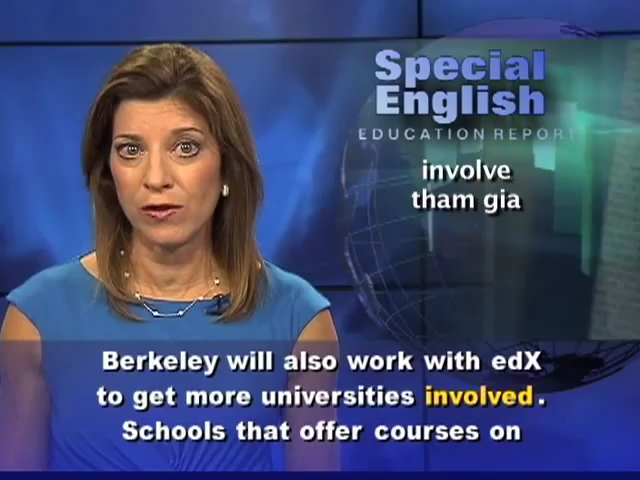 Special
English
EDUCATION REPORT
involve
tham gia
Berkeley will also work with edX
to get more universities involved.
Schools that offer courses on